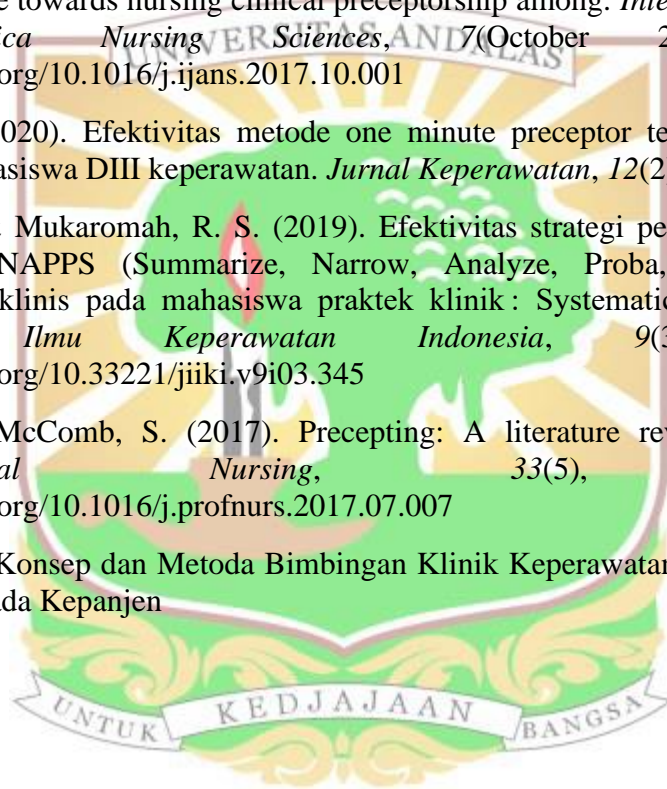 e towards nursing clinical preceptorship among. Inte
ica Nursing Sciences, 7(October 2
UNIVERSITAS ANDALAS
org/10.1016/j.ijans.2017.10.001
020). Efektivitas metode one minute preceptor te
asiswa DIII keperawatan. Jurnal Keperawatan, 12(2
. Mukaromah, R. S. (2019). Efektivitas strategi pe
NAPPS (Summarize, Narrow, Analyze, Proba,
klinis pada mahasiswa praktek klinik : Systematic
Ilmu Keperawatan Indonesia, 9(3
org/10.33221/jiiki.v9i03.345
McComb, S. (2017). Precepting: A literature rev
al Nursing, 33(5),
org/10.1016/j.profnurs.2017.07.007
Konsep dan Metoda Bimbingan Klinik Keperawatan
ada Kepanjen
UNTUK KEDJAJAAN BANGSA